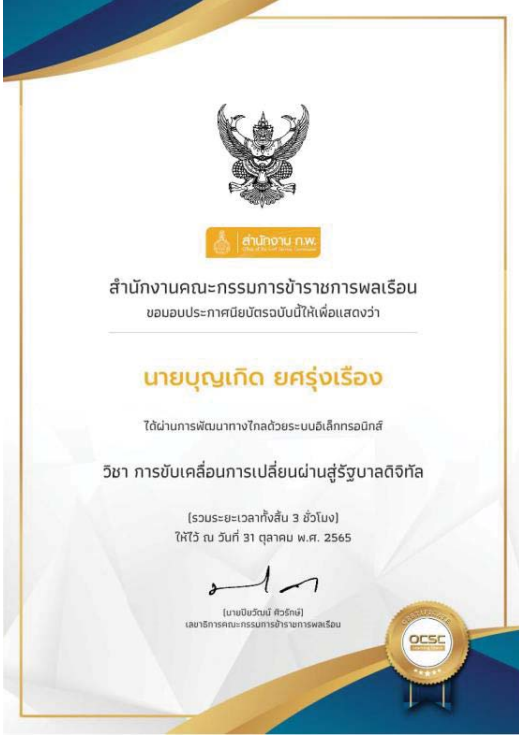 สำนักงาน ก.พ.
Office of the Civil Service Commission
สำนักงานคณะกรรมการข้าราชการพลเรือน
ขอมอบประกาศนียบัตรฉบับนี้ให้เพื่อแสดงว่า
นายบุญเกิด ยศรุ่งเรือง
ได้ผ่านการพัฒนาทางไกลด้วยระบบอิเล็กทรอนิกส์
วิชา การขับเคลื่อนการเปลี่ยนผ่านสู่รัฐบาลดิจิทัล
(รวมระยะเวลาทั้งสิ้น 3 ชั่วโมง)
ให้ไว้ ณ วันที่ 31 ตุลาคม พ.ศ. 2565
(นายปิยวัฒน์ ศิวรักษ์)
เลขาธิการคณะกรรมการข้าราชการพลเรือน
CERTIFICATE
OCSC